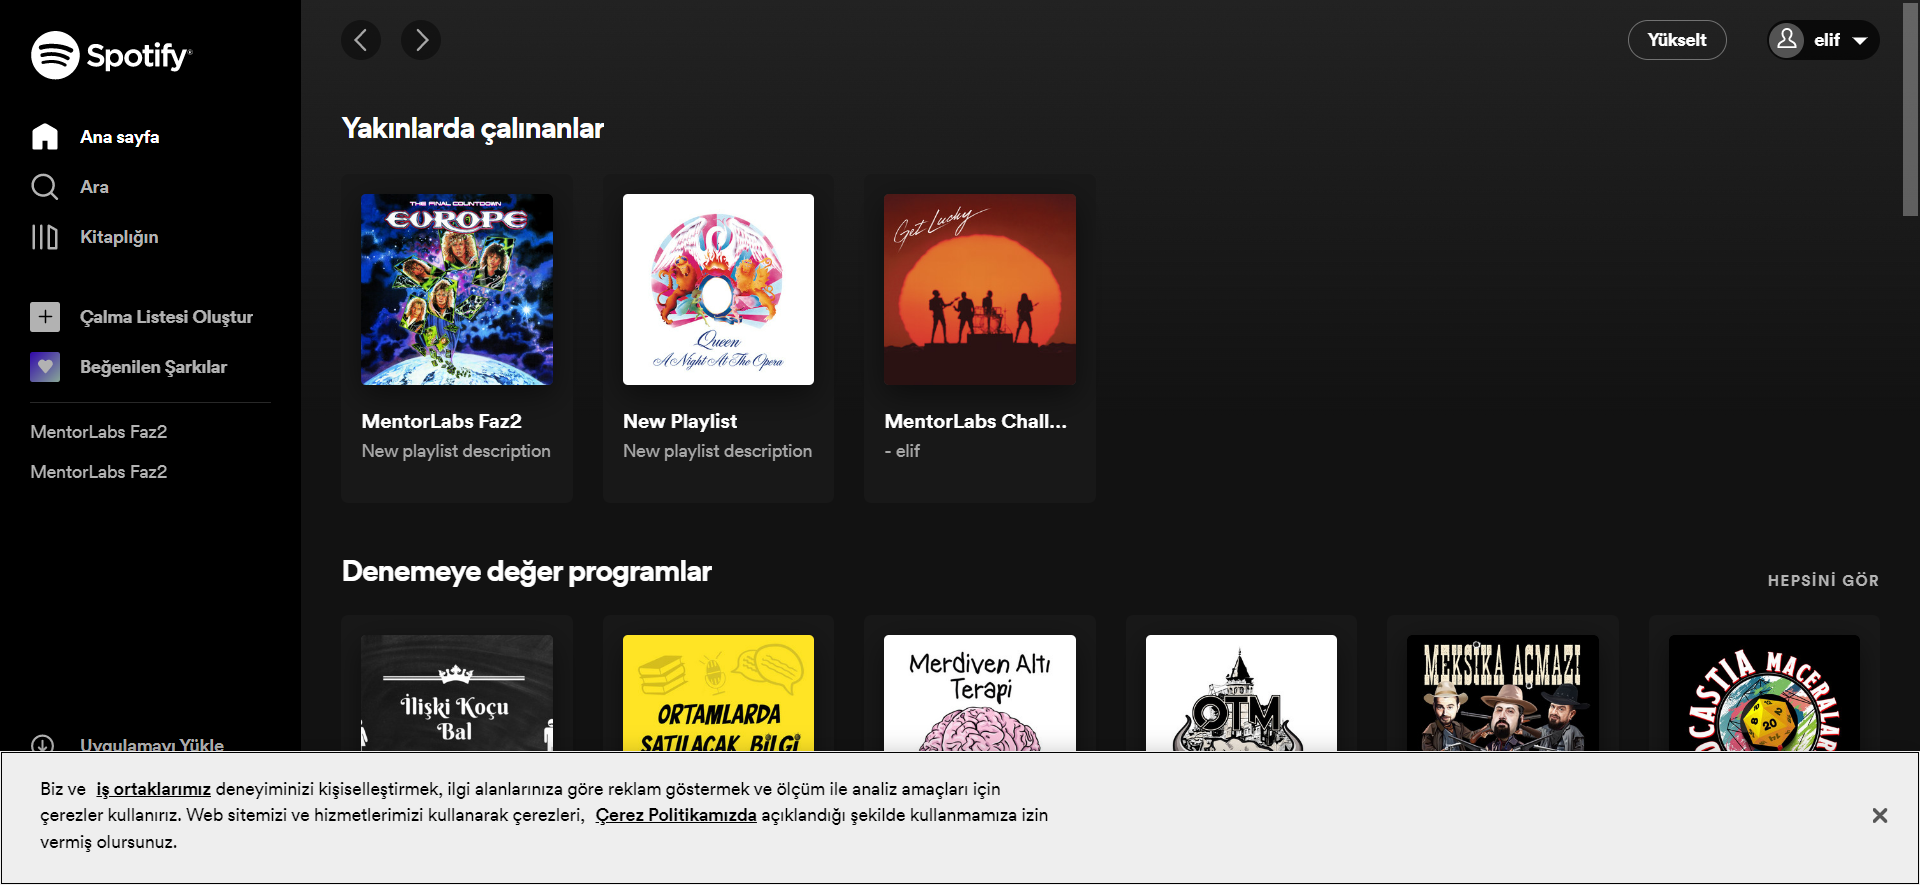 Spotify
Ana sayfa
Ara
Kitaplığın
Çalma Listesi Oluştur
Beğenilen Şarkılar
MentorLabs Faz2
MentorLabs Faz2
Uygulamayı Yükle
Yükselt
elif
Yakınlarda çalınanlar
THE FINAL COUNTDOWN
EUROPE
MentorLabs Faz2
New playlist description
Queen
A Night At The Opera
New Playlist
New playlist description
Get Lucky
MentorLabs Chall...
- elif
Denemeye değer programlar
HEPSİNİ GÖR
İlişki Koçu
Bal
ORTAMLARDA
SATILACAK BİLGİ
Merdiven Altı
Terapi
OTM
MEKSİKA AÇMAZI
OCASTIA MACERALAR
20
8
Biz ve iş ortaklarımız deneyiminizi kişiselleştirmek, ilgi alanlarınıza göre reklam göstermek ve ölçüm ile analiz amaçları için
çerezler kullanırız. Web sitemizi ve hizmetlerimizi kullanarak çerezleri, Çerez Politikamızda açıklandığı şekilde kullanmamıza izin
vermiş olursunuz.